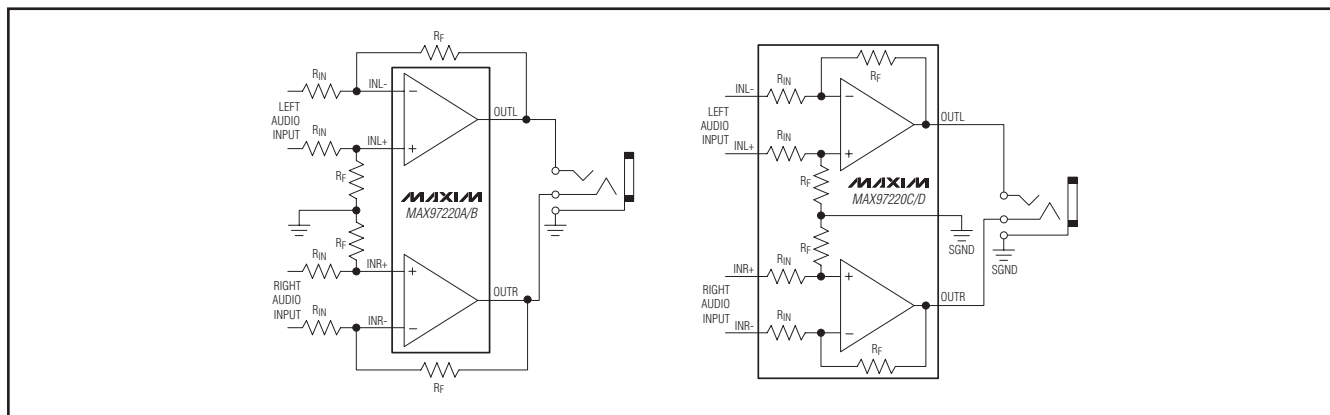 RF
RIN
INL-
−
LEFT
AUDIO
INPUT
OUTL
RIN
INL+
+
RF
MAXIM
MAX97220A/B
RF
RIN
INR+
+
RIGHT
AUDIO
INPUT
OUTR
RIN
INR-
−
RF
RF
INL-
RIN
−
LEFT
AUDIO
INPUT
OUTL
INL+
RIN
+
RF
MAXIM
MAX97220C/D
RF
SGND
SGND
INR+
RIN
+
RIGHT
AUDIO
INPUT
OUTR
INR-
RIN
−
RF